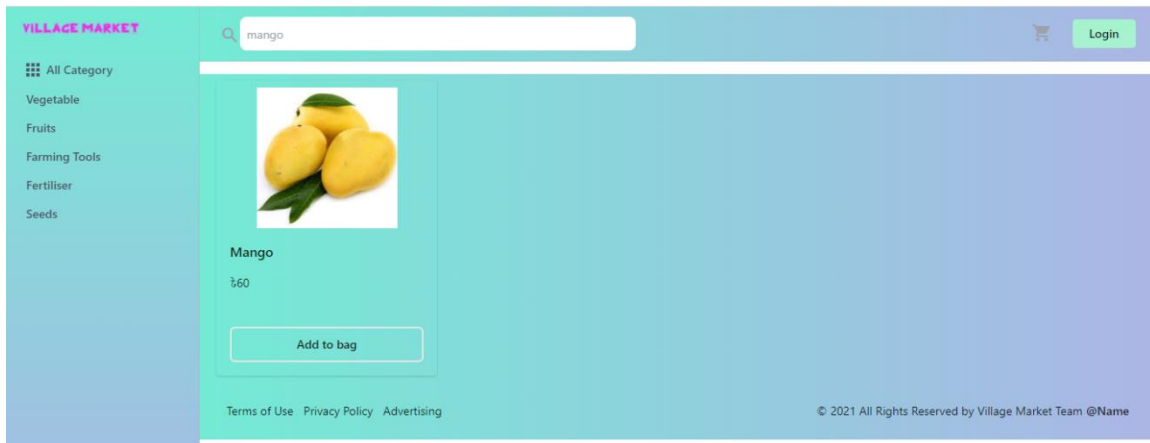 VILLAGE MARKET
All Category
Vegetable
Fruits
Farming Tools
Fertiliser
Seeds
mango
Login
Mango
৳60
Add to bag
Terms of Use Privacy Policy Advertising
© 2021 All Rights Reserved by Village Market Team @Name